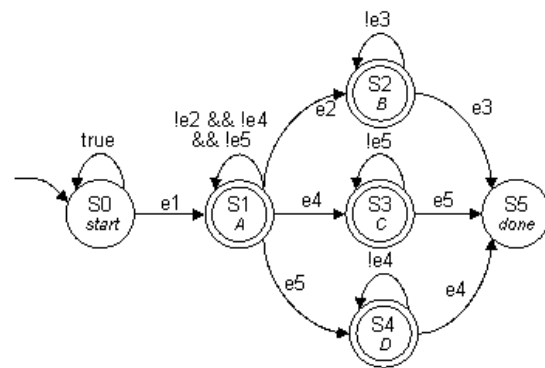 !e3
S2
B
!e2 && !e4
&& !e5
e2
e3
true
!e5
S0
start
e1
S1
A
e4
S3
C
e5
S5
done
!e4
e5
e4
S4
D